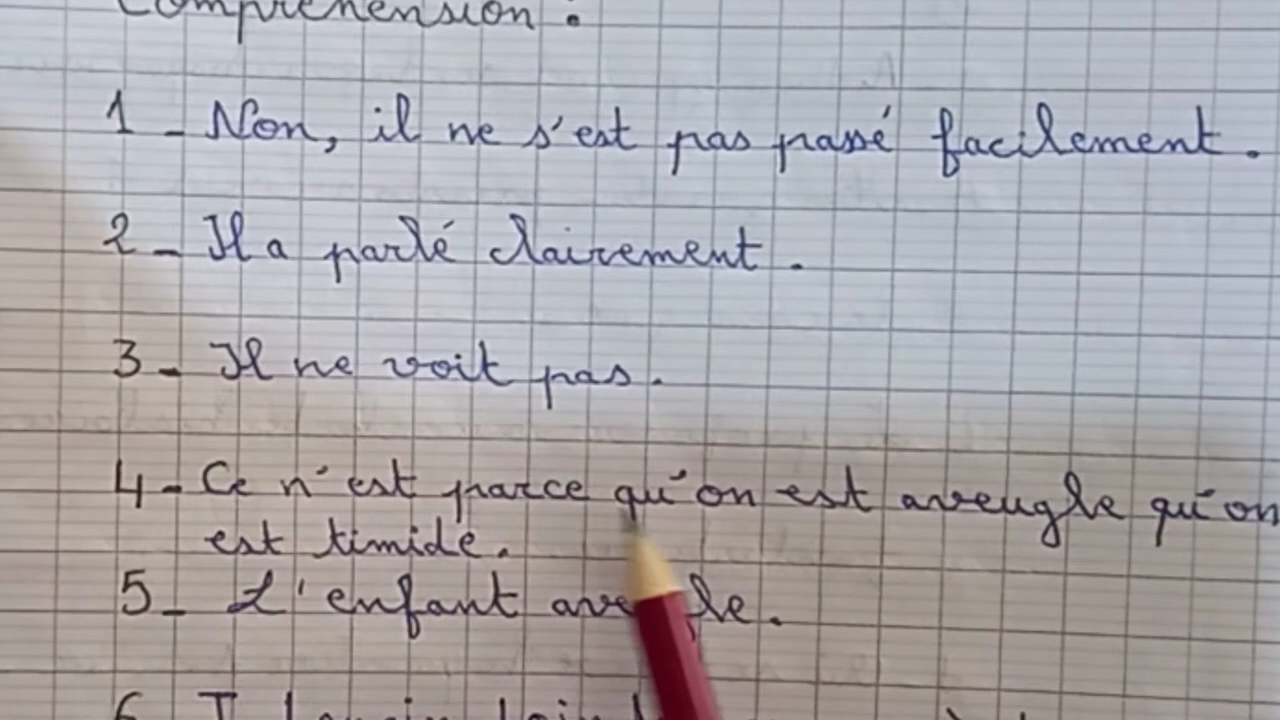 Compréhension :
1 - Non, il ne s'est pas passé facilement.
2 - Il a parlé clairement.
3 - Il ne voit pas.
4 - Ce n'est parce qu'on est aveugle qu'on
est timide.
5 - L'enfant
6